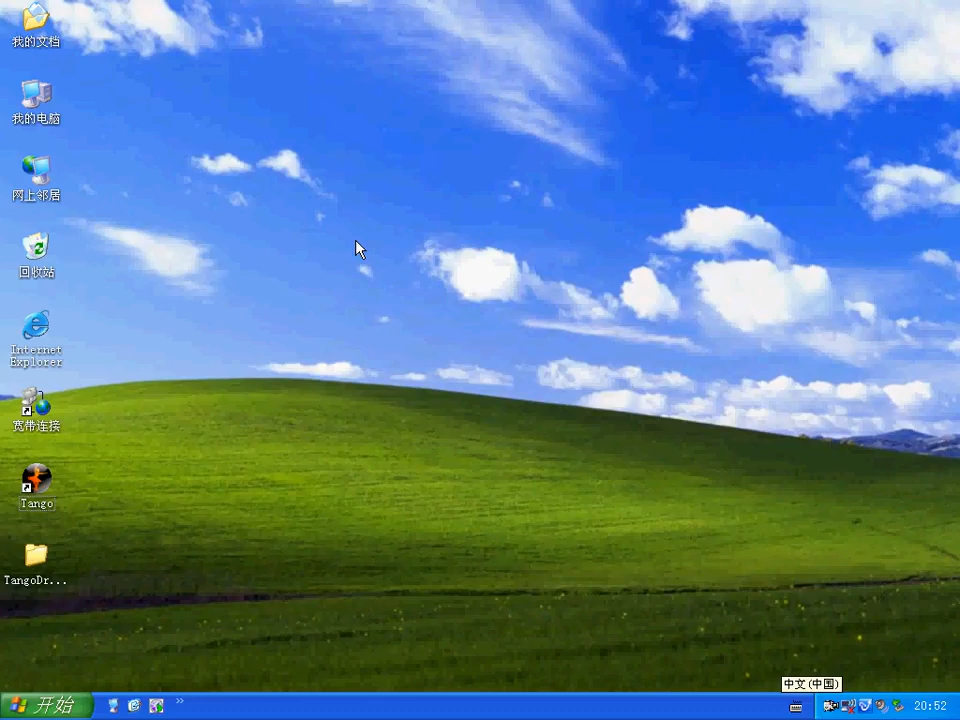 我的文档
我的电脑
网上邻居
回收站
Internet
Explorer
宽带连接
Tango
TangoDr...
中文(中国)
开始
20:52